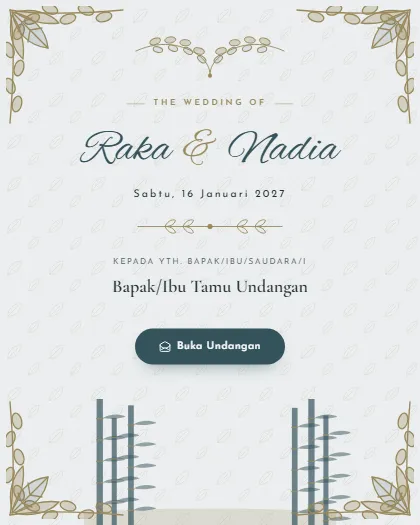 THE WEDDING OF
Raka & Nadia
Sabtu, 16 Januari 2027
KEPADA YTH. BAPAK/IBU/SAUDARA/I
Bapak/Ibu Tamu Undangan
Buka Undangan